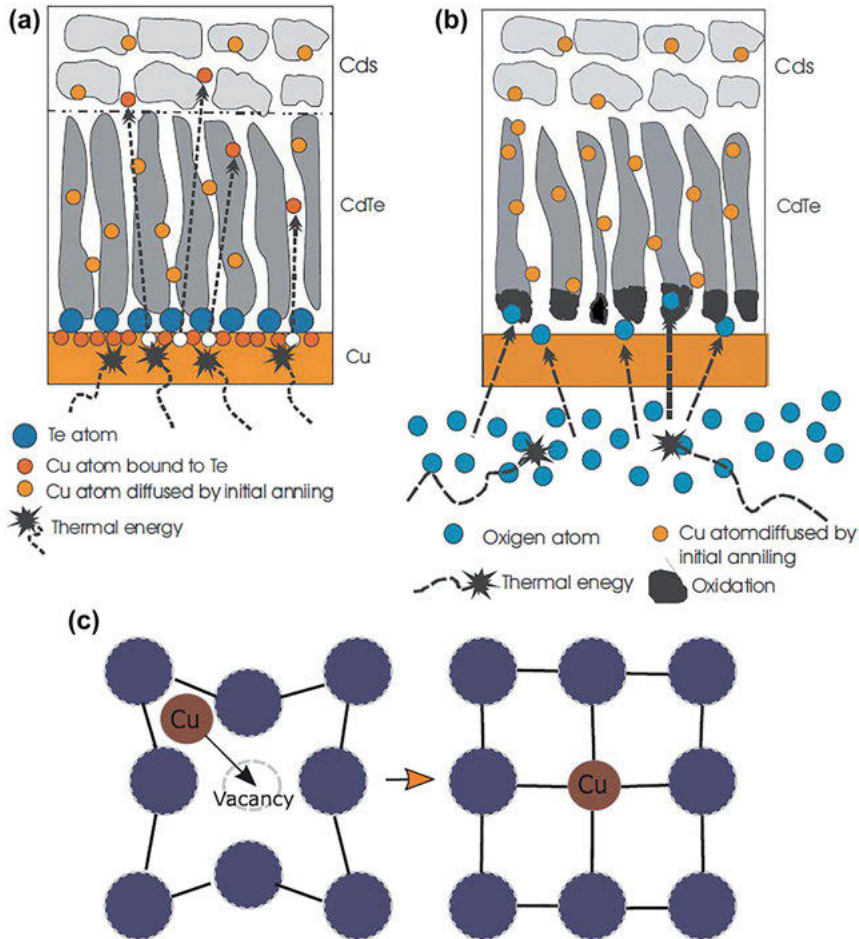 (a)
Cds
CdTe
Cu
Te atom
Cu atom bound to Te
Cu atom diffused by initial anniing
Thermal energy
(b)
Cds
CdTe
Oxigen atom
Cu atomdiffused by
initial anniling
Thermal enegy
Oxidation
(c)
Cu
Vacancy
Cu